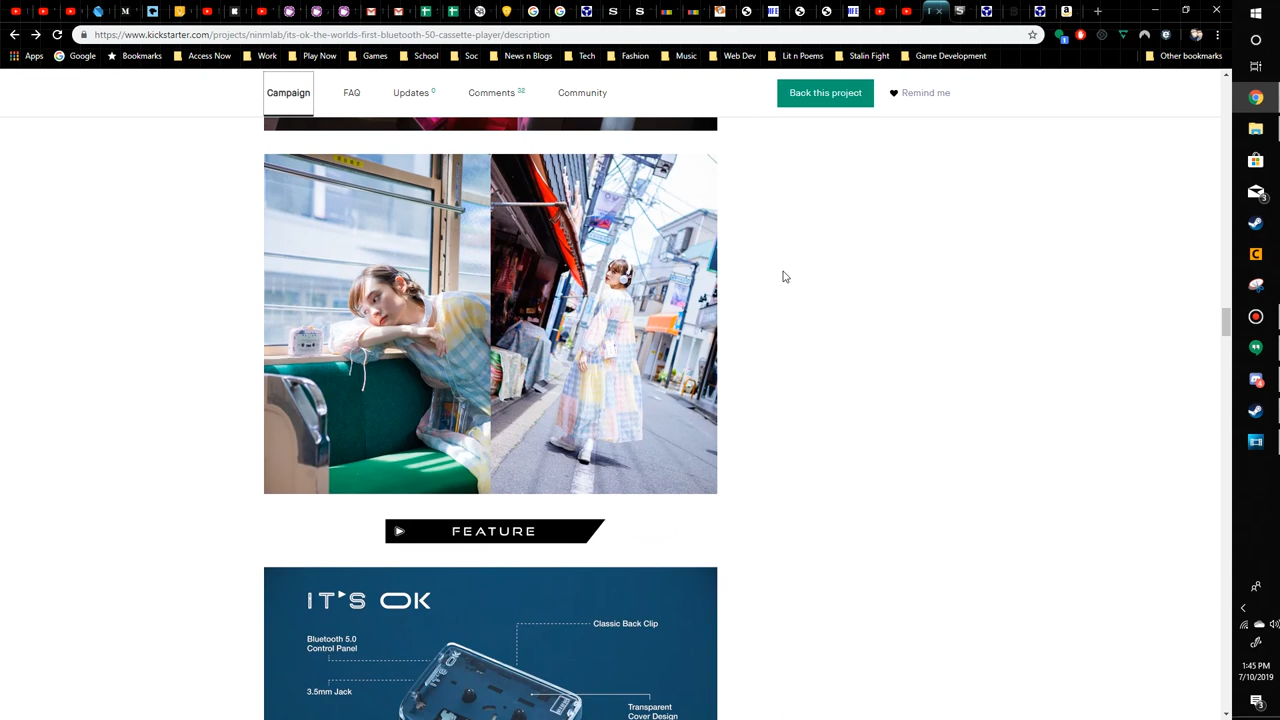 https://www.kickstarter.com/projects/ninmlab/its-ok-the-worlds-first-bluetooth-50-cassette-player/description
Apps Google Bookmarks Access Now Work Play Now Games School Soc News n Blogs Tech Fashion Music Web Dev Lit n Poems Stalin Fight Game Development Other bookmarks
Campaign FAQ Updates 0 Comments 32 Community Back this project Remind me
FEATURE
IT'S OK
Classic Back Clip
Bluetooth 5.0
Control Panel
3.5mm Jack
IT'S OK
Transparent
Cover Design
1:45 PM
7/10/2019